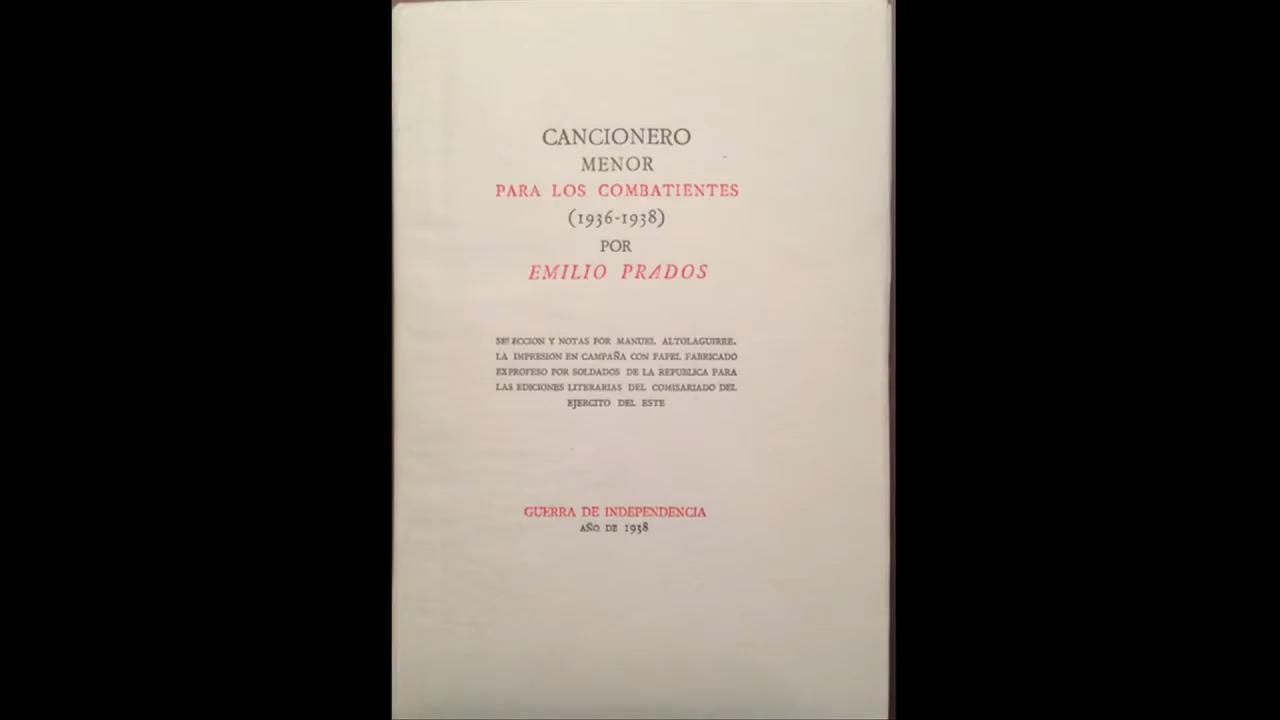 CANCIONERO
MENOR
PARA LOS COMBATIENTES
(1936-1938)
POR
EMILIO PRADOS
SELECCION Y NOTAS POR MANUEL ALTOLAGUIRRE.
LA IMPRESION EN CAMPAÑA CON PAPEL FABRICADO
EXPROFESO POR SOLDADOS DE LA REPUBLICA PARA
LAS EDICIONES LITERARIAS DEL COMISARIADO DEL
EJERCITO DEL ESTE
GUERRA DE INDEPENDENCIA
AÑO DE 1938